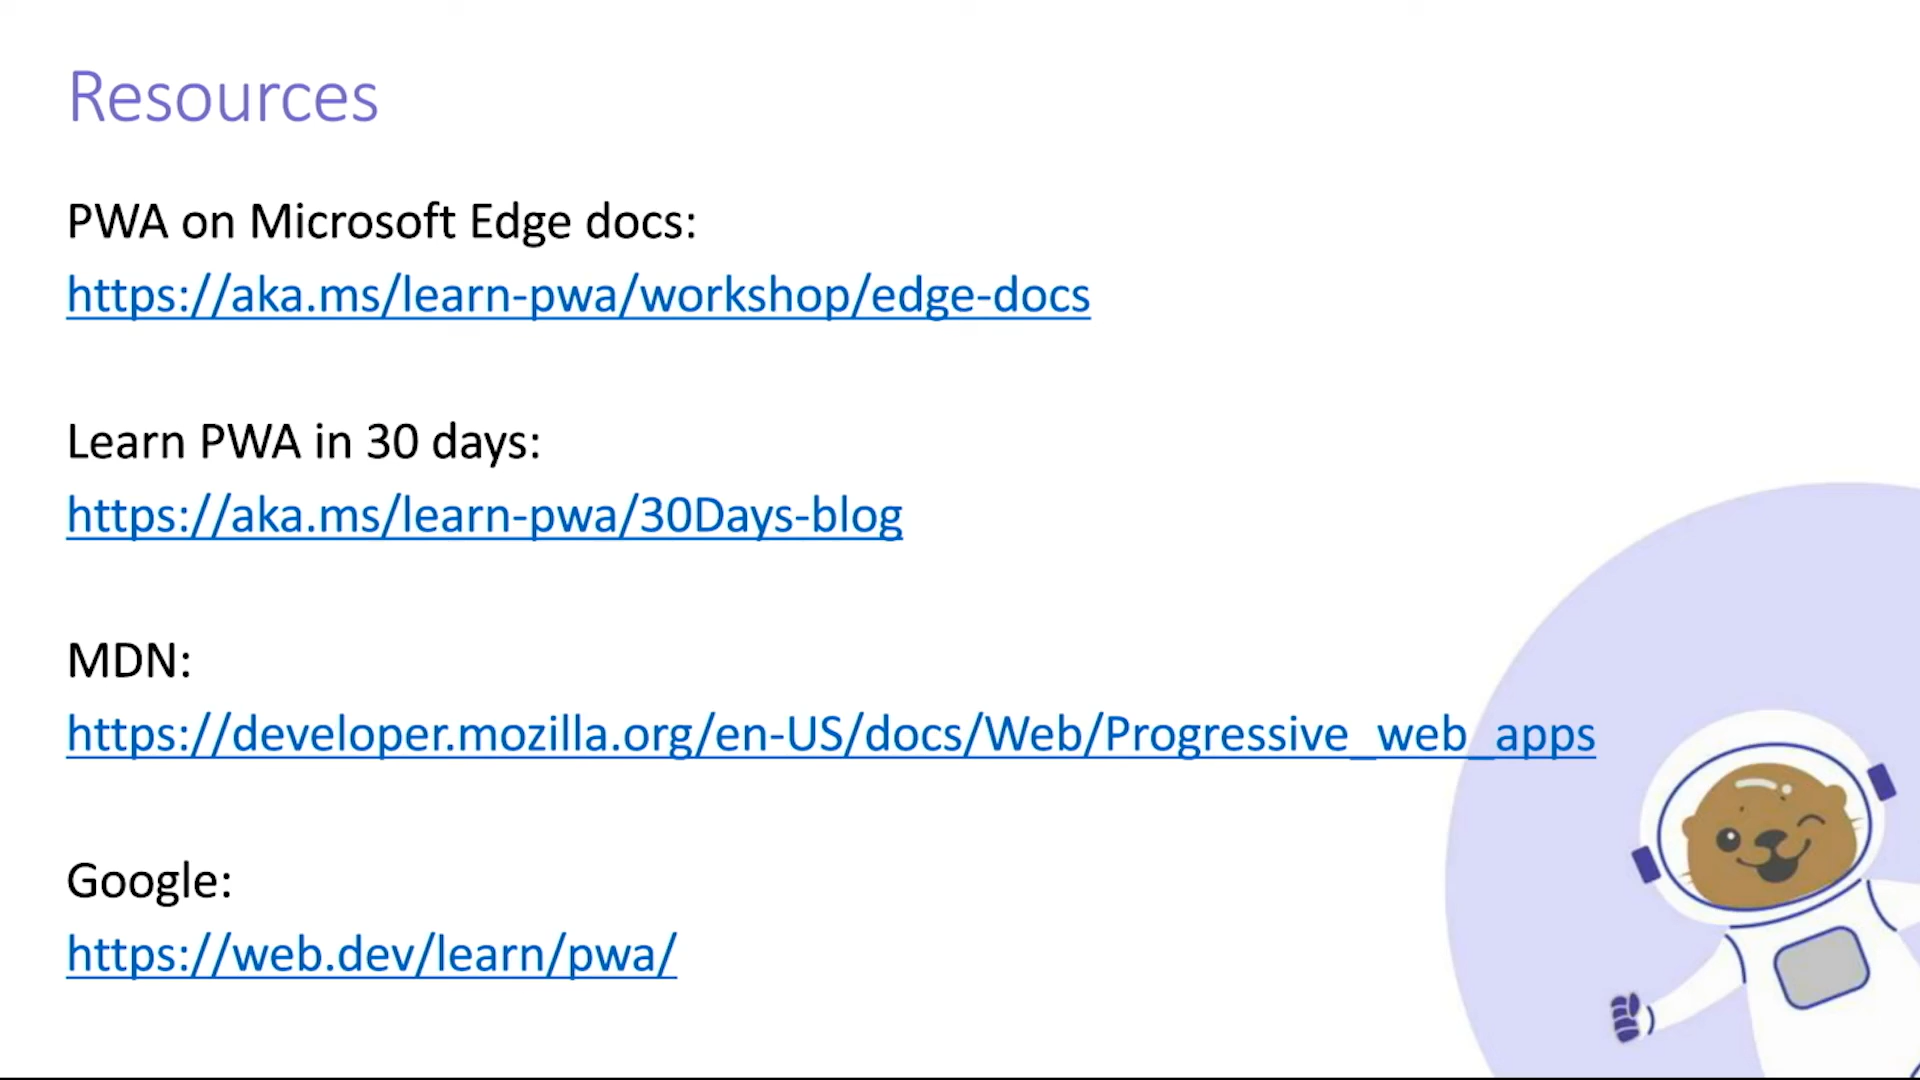 Resources
PWA on Microsoft Edge docs:
https://aka.ms/learn-pwa/workshop/edge-docs
Learn PWA in 30 days:
https://aka.ms/learn-pwa/30Days-blog
MDN:
https://developer.mozilla.org/en-US/docs/Web/Progressive_web_apps
Google:
https://web.dev/learn/pwa/